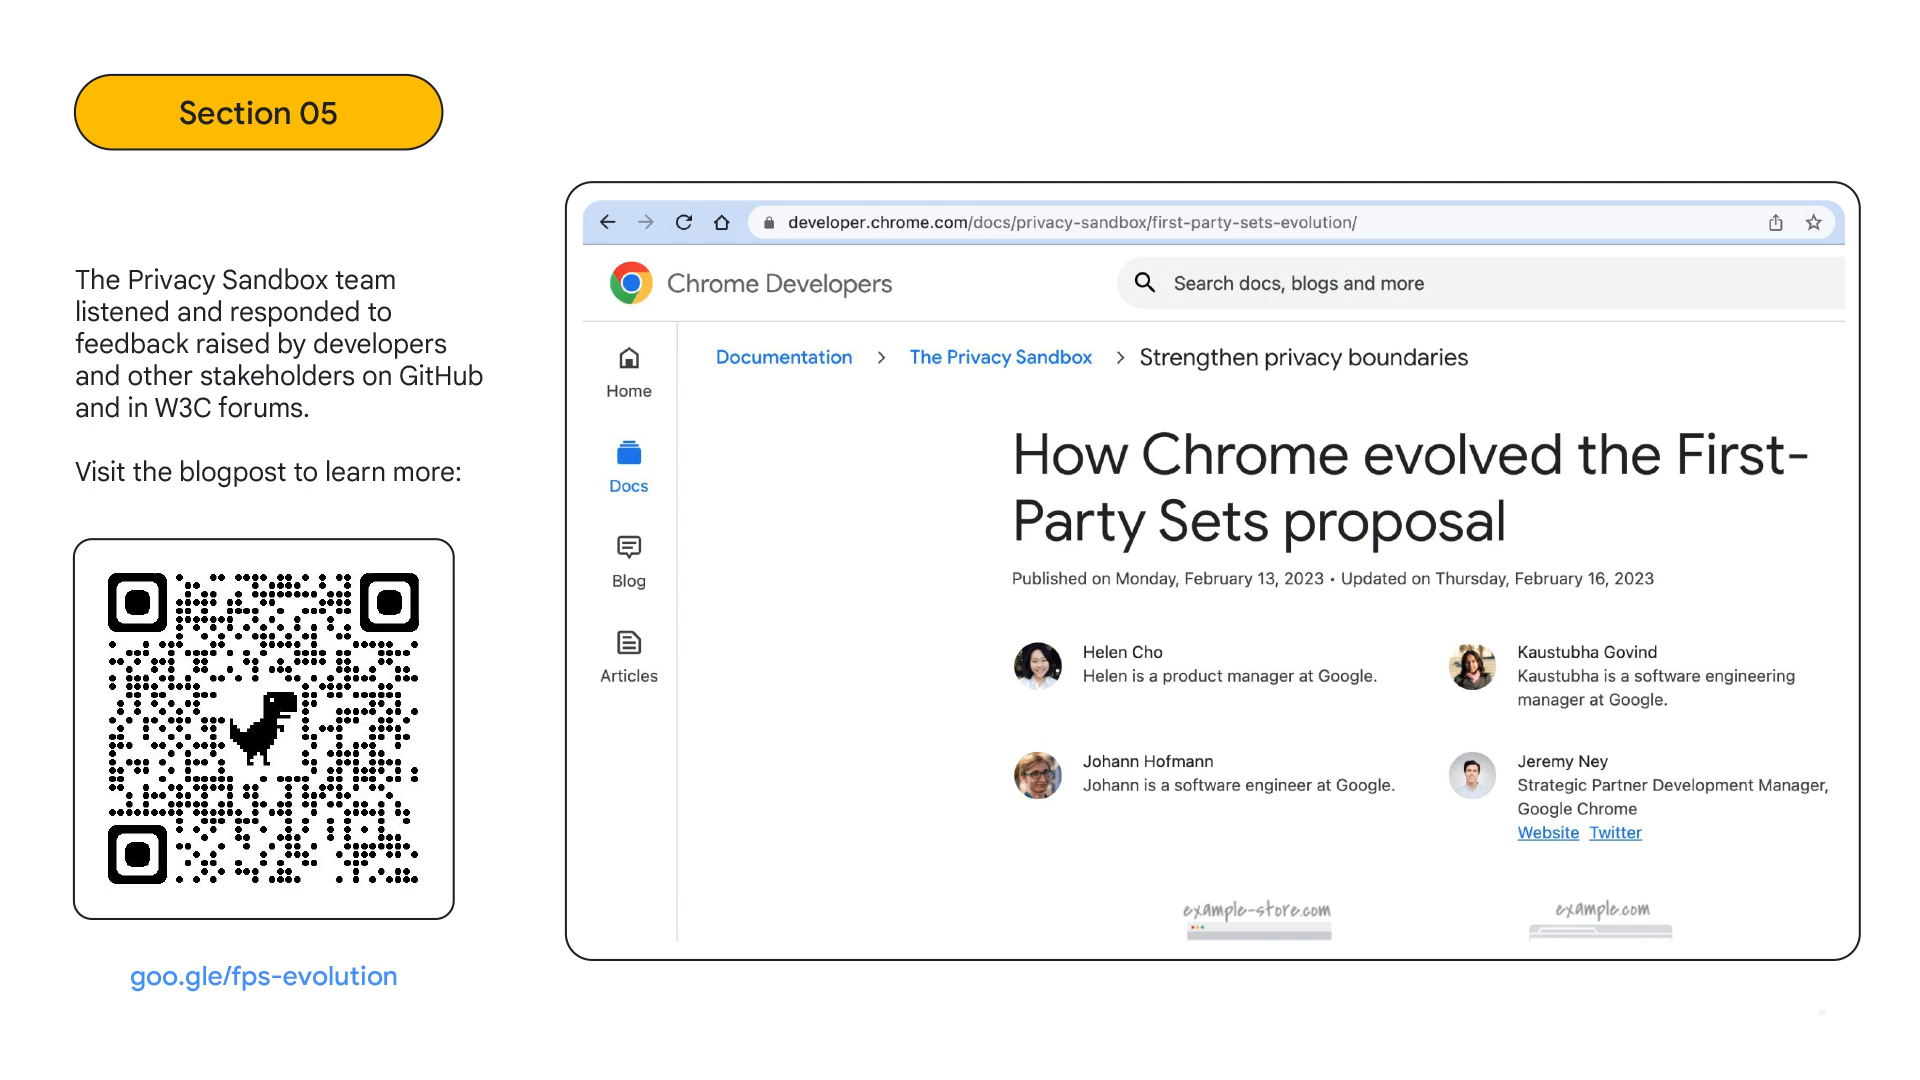 Section 05
The Privacy Sandbox team
listened and responded to
feedback raised by developers
and other stakeholders on GitHub
and in W3C forums.
Visit the blogpost to learn more:
goo.gle/fps-evolution
developer.chrome.com/docs/privacy-sandbox/first-party-sets-evolution/
Chrome Developers
Search docs, blogs and more
Home
Docs
Blog
Articles
Documentation > The Privacy Sandbox > Strengthen privacy boundaries
How Chrome evolved the First-
Party Sets proposal
Published on Monday, February 13, 2023 • Updated on Thursday, February 16, 2023
Helen Cho
Helen is a product manager at Google.
Kaustubha Govind
Kaustubha is a software engineering
manager at Google.
Johann Hofmann
Johann is a software engineer at Google.
Jeremy Ney
Strategic Partner Development Manager,
Google Chrome
Website Twitter
example-store.com
example.com